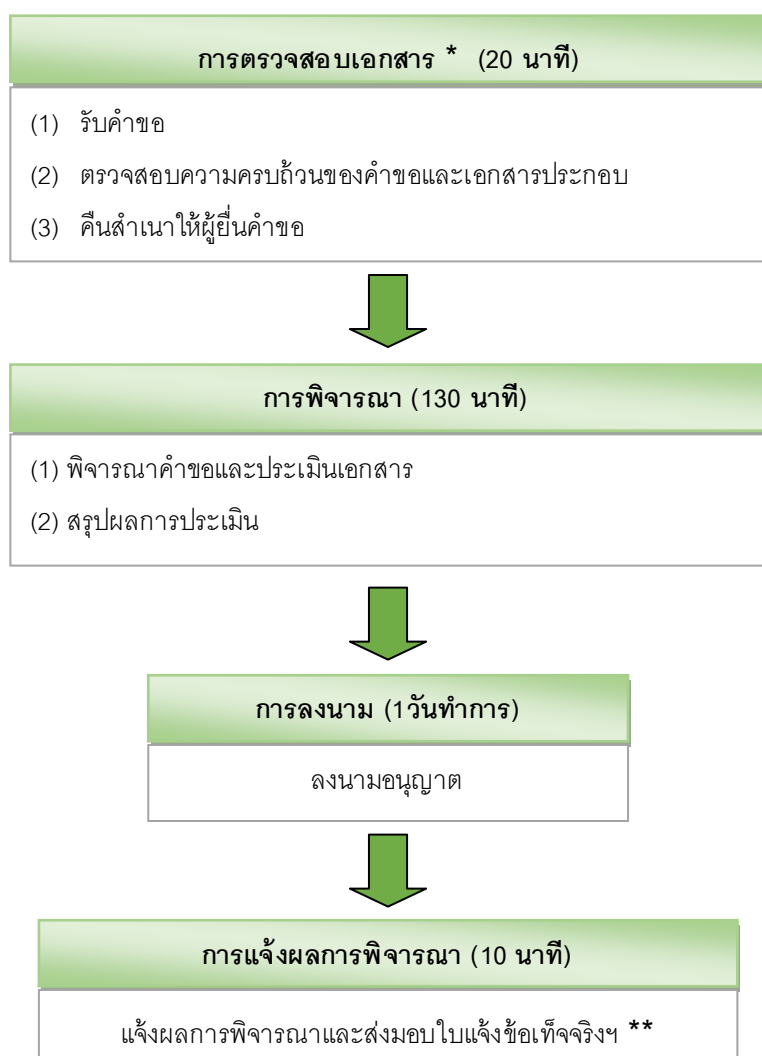 การตรวจสอบเอกสาร * (20 นาที)
(1) รับคำขอ
(2) ตรวจสอบความครบถ้วนของคำขอและเอกสารประกอบ
(3) คืนสำเนาให้ผู้ยื่นคำขอ
การพิจารณา (130 นาที)
(1) พิจารณาคำขอและประเมินเอกสาร
(2) สรุปผลการประเมิน
การลงนาม (1วันทำการ)
ลงนามอนุญาต
การแจ้งผลการพิจารณา (10 นาที)
แจ้งผลการพิจารณาและส่งมอบใบแจ้งข้อเท็จจริงฯ **